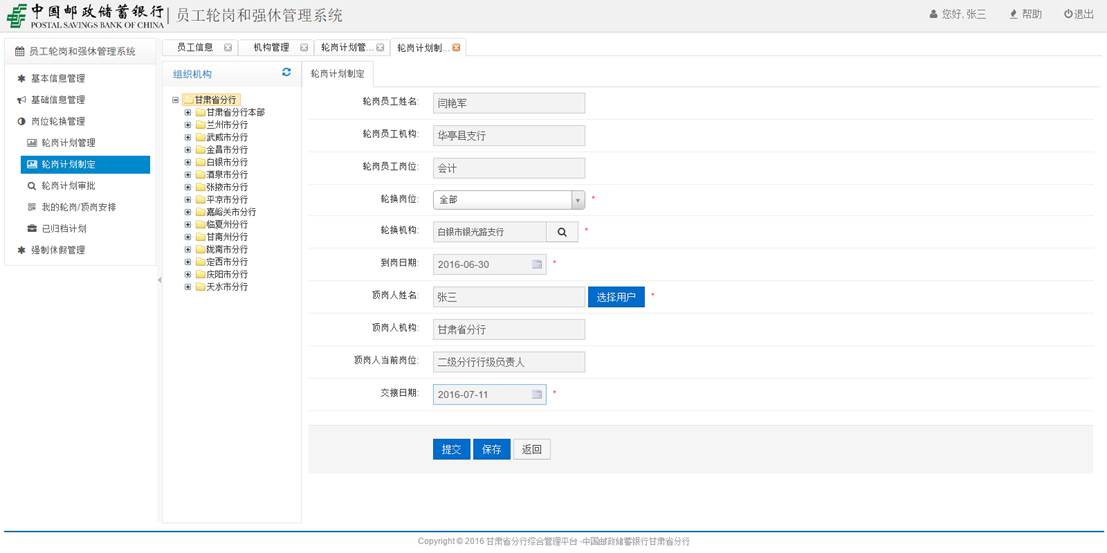 中国邮政储蓄银行 员工轮岗和强休管理系统 您好, 张三 帮助 退出
POSTAL SAVINGS BANK OF CHINA
员工轮岗和强休管理系统
基本信息管理
基础信息管理
岗位轮换管理
轮岗计划管理
轮岗计划制定
轮岗计划审批
我的轮岗/顶岗安排
已归档计划
强制休假管理
员工信息 机构管理 轮岗计划管... 轮岗计划制...
组织机构
甘肃省分行
甘肃省分行本部
兰州市分行
武威市分行
金昌市分行
白银市分行
酒泉市分行
张掖市分行
平凉市分行
嘉峪关市分行
临夏州分行
甘南州分行
陇南市分行
定西市分行
庆阳市分行
天水市分行
轮岗计划制定
轮岗员工姓名: 闫艳军
轮岗员工机构: 华亭县支行
轮岗员工岗位: 会计
轮换岗位: 全部 *
轮换机构: 白银市银光路支行 *
到岗日期: 2016-06-30 *
顶岗人姓名: 张三 选择用户 *
顶岗人机构: 甘肃省分行
顶岗人当前岗位: 二级分行行级负责人
交接日期: 2016-07-11 *
提交 保存 返回
Copyright © 2016 甘肃省分行综合管理平台 -中国邮政储蓄银行甘肃省分行